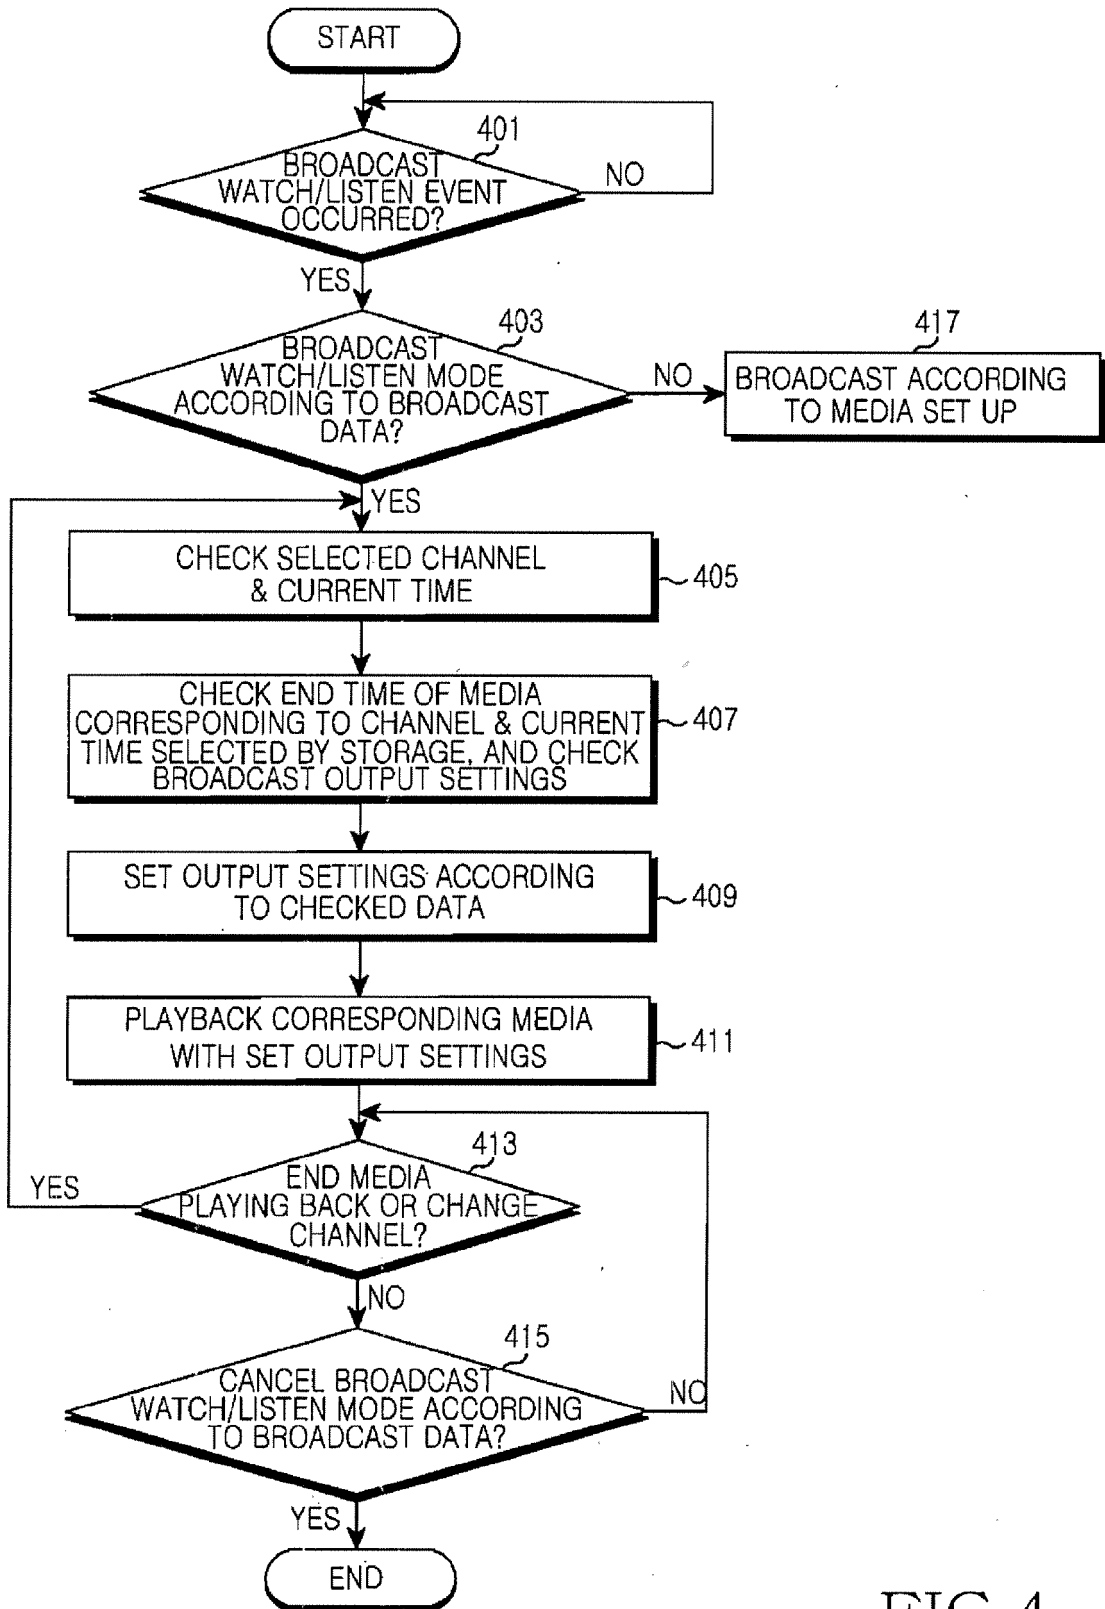 START
401
BROADCAST
WATCH/LISTEN EVENT
OCCURRED?
NO
YES
403
BROADCAST
WATCH/LISTEN MODE
ACCORDING TO BROADCAST
DATA?
NO
417
BROADCAST ACCORDING
TO MEDIA SET UP
YES
CHECK SELECTED CHANNEL
& CURRENT TIME
405
CHECK END TIME OF MEDIA
CORRESPONDING TO CHANNEL & CURRENT
TIME SELECTED BY STORAGE, AND CHECK
BROADCAST OUTPUT SETTINGS
407
SET OUTPUT SETTINGS ACCORDING
TO CHECKED DATA
409
PLAYBACK CORRESPONDING MEDIA
WITH SET OUTPUT SETTINGS
411
413
END MEDIA
PLAYING BACK OR CHANGE
CHANNEL?
YES
NO
415
CANCEL BROADCAST
WATCH/LISTEN MODE ACCORDING
TO BROADCAST DATA?
NO
YES
END
FIG.4